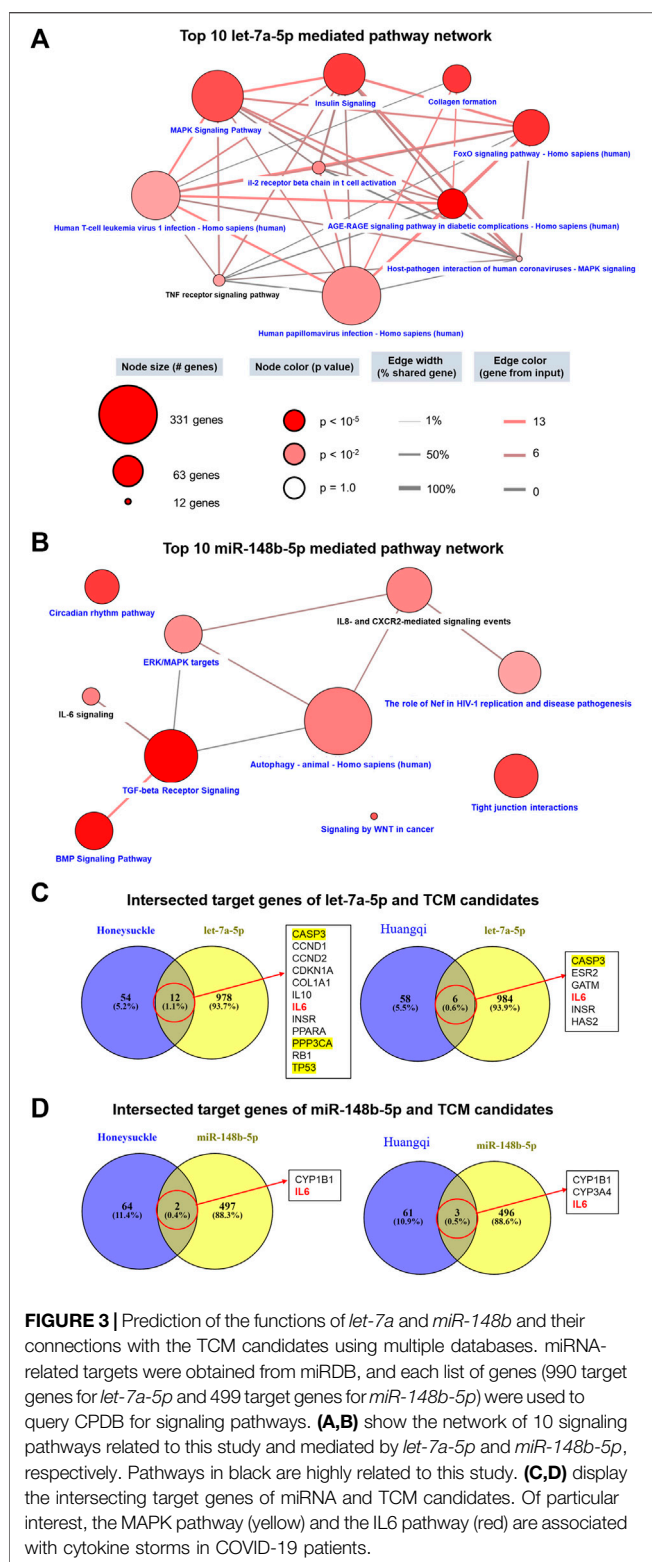 A
Top 10 let-7a-5p mediated pathway network
MAPK Signaling Pathway
Insulin Signaling
Collagen formation
FoxO signaling pathway - Homo sapiens (human)
il-2 receptor beta chain in t cell activation
Human T-cell leukemia virus 1 infection - Homo sapiens (human)
AGE-RAGE signaling pathway in diabetic complications - Homo sapiens (human)
Host-pathogen interaction of human coronaviruses - MAPK signaling
TNF receptor signaling pathway
Human papillomavirus infection - Homo sapiens (human)
Node size (# genes)
331 genes
63 genes
12 genes
Node color (p value)
p < 10-5
p < 10-2
p = 1.0
Edge width
(% shared gene)
1%
50%
100%
Edge color
(gene from input)
13
6
0
B
Top 10 miR-148b-5p mediated pathway network
Circadian rhythm pathway
IL8- and CXCR2-mediated signaling events
ERK/MAPK targets
The role of Nef in HIV-1 replication and disease pathogenesis
IL-6 signaling
Autophagy - animal - Homo sapiens (human)
TGF-beta Receptor Signaling
Tight junction interactions
Signaling by WNT in cancer
BMP Signaling Pathway
C
Intersected target genes of let-7a-5p and TCM candidates
Honeysuckle
let-7a-5p
54
(5.2%)
12
(1.1%)
978
(93.7%)
CASP3
CCND1
CCND2
CDKN1A
COL1A1
IL10
IL6
INSR
PPARA
PPP3CA
RB1
TP53
Huangqi
let-7a-5p
58
(5.5%)
6
(0.6%)
984
(93.9%)
CASP3
ESR2
GATM
IL6
INSR
HAS2
D
Intersected target genes of miR-148b-5p and TCM candidates
Honeysuckle
miR-148b-5p
64
(11.4%)
2
(0.4%)
497
(88.3%)
CYP1B1
IL6
Huangqi
miR-148b-5p
61
(10.9%)
3
(0.5%)
496
(88.6%)
CYP1B1
CYP3A4
IL6
FIGURE 3 | Prediction of the functions of let-7a and miR-148b and their
connections with the TCM candidates using multiple databases. miRNA-
related targets were obtained from miRDB, and each list of genes (990 target
genes for let-7a-5p and 499 target genes for miR-148b-5p) were used to
query CPDB for signaling pathways. (A,B) show the network of 10 signaling
pathways related to this study and mediated by let-7a-5p and miR-148b-5p,
respectively. Pathways in black are highly related to this study. (C,D) display
the intersecting target genes of miRNA and TCM candidates. Of particular
interest, the MAPK pathway (yellow) and the IL6 pathway (red) are associated
with cytokine storms in COVID-19 patients.